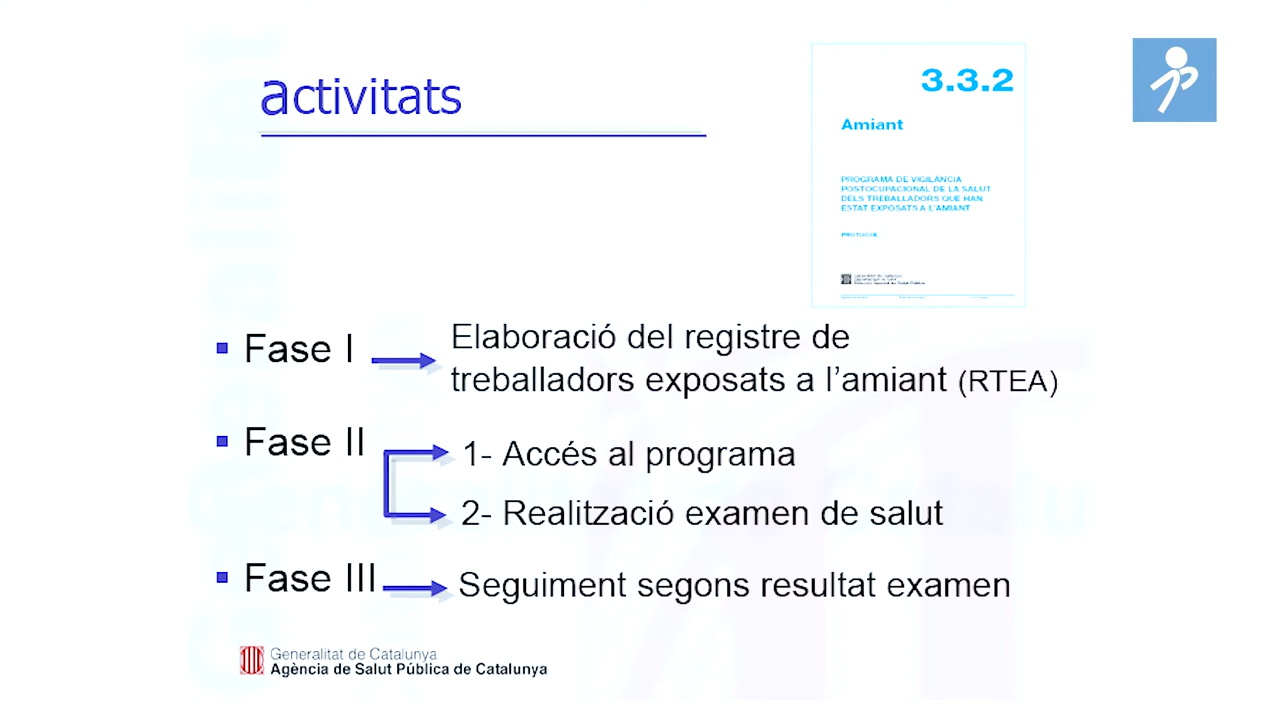 activitats
3.3.2
Amiant
PROGRAMA DE VIGILÀNCIA
POSTOCUPACIONAL DE LA SALUT
DELS TREBALLADORS QUE HAN
ESTAT EXPOSATS A L'AMIANT
PROTOCOL
Fase I
Elaboració del registre de
treballadors exposats a l'amiant (RTEA)
Fase II
1- Accés al programa
2- Realització examen de salut
Fase III
Seguiment segons resultat examen
Generalitat de Catalunya
Agència de Salut Pública de Catalunya